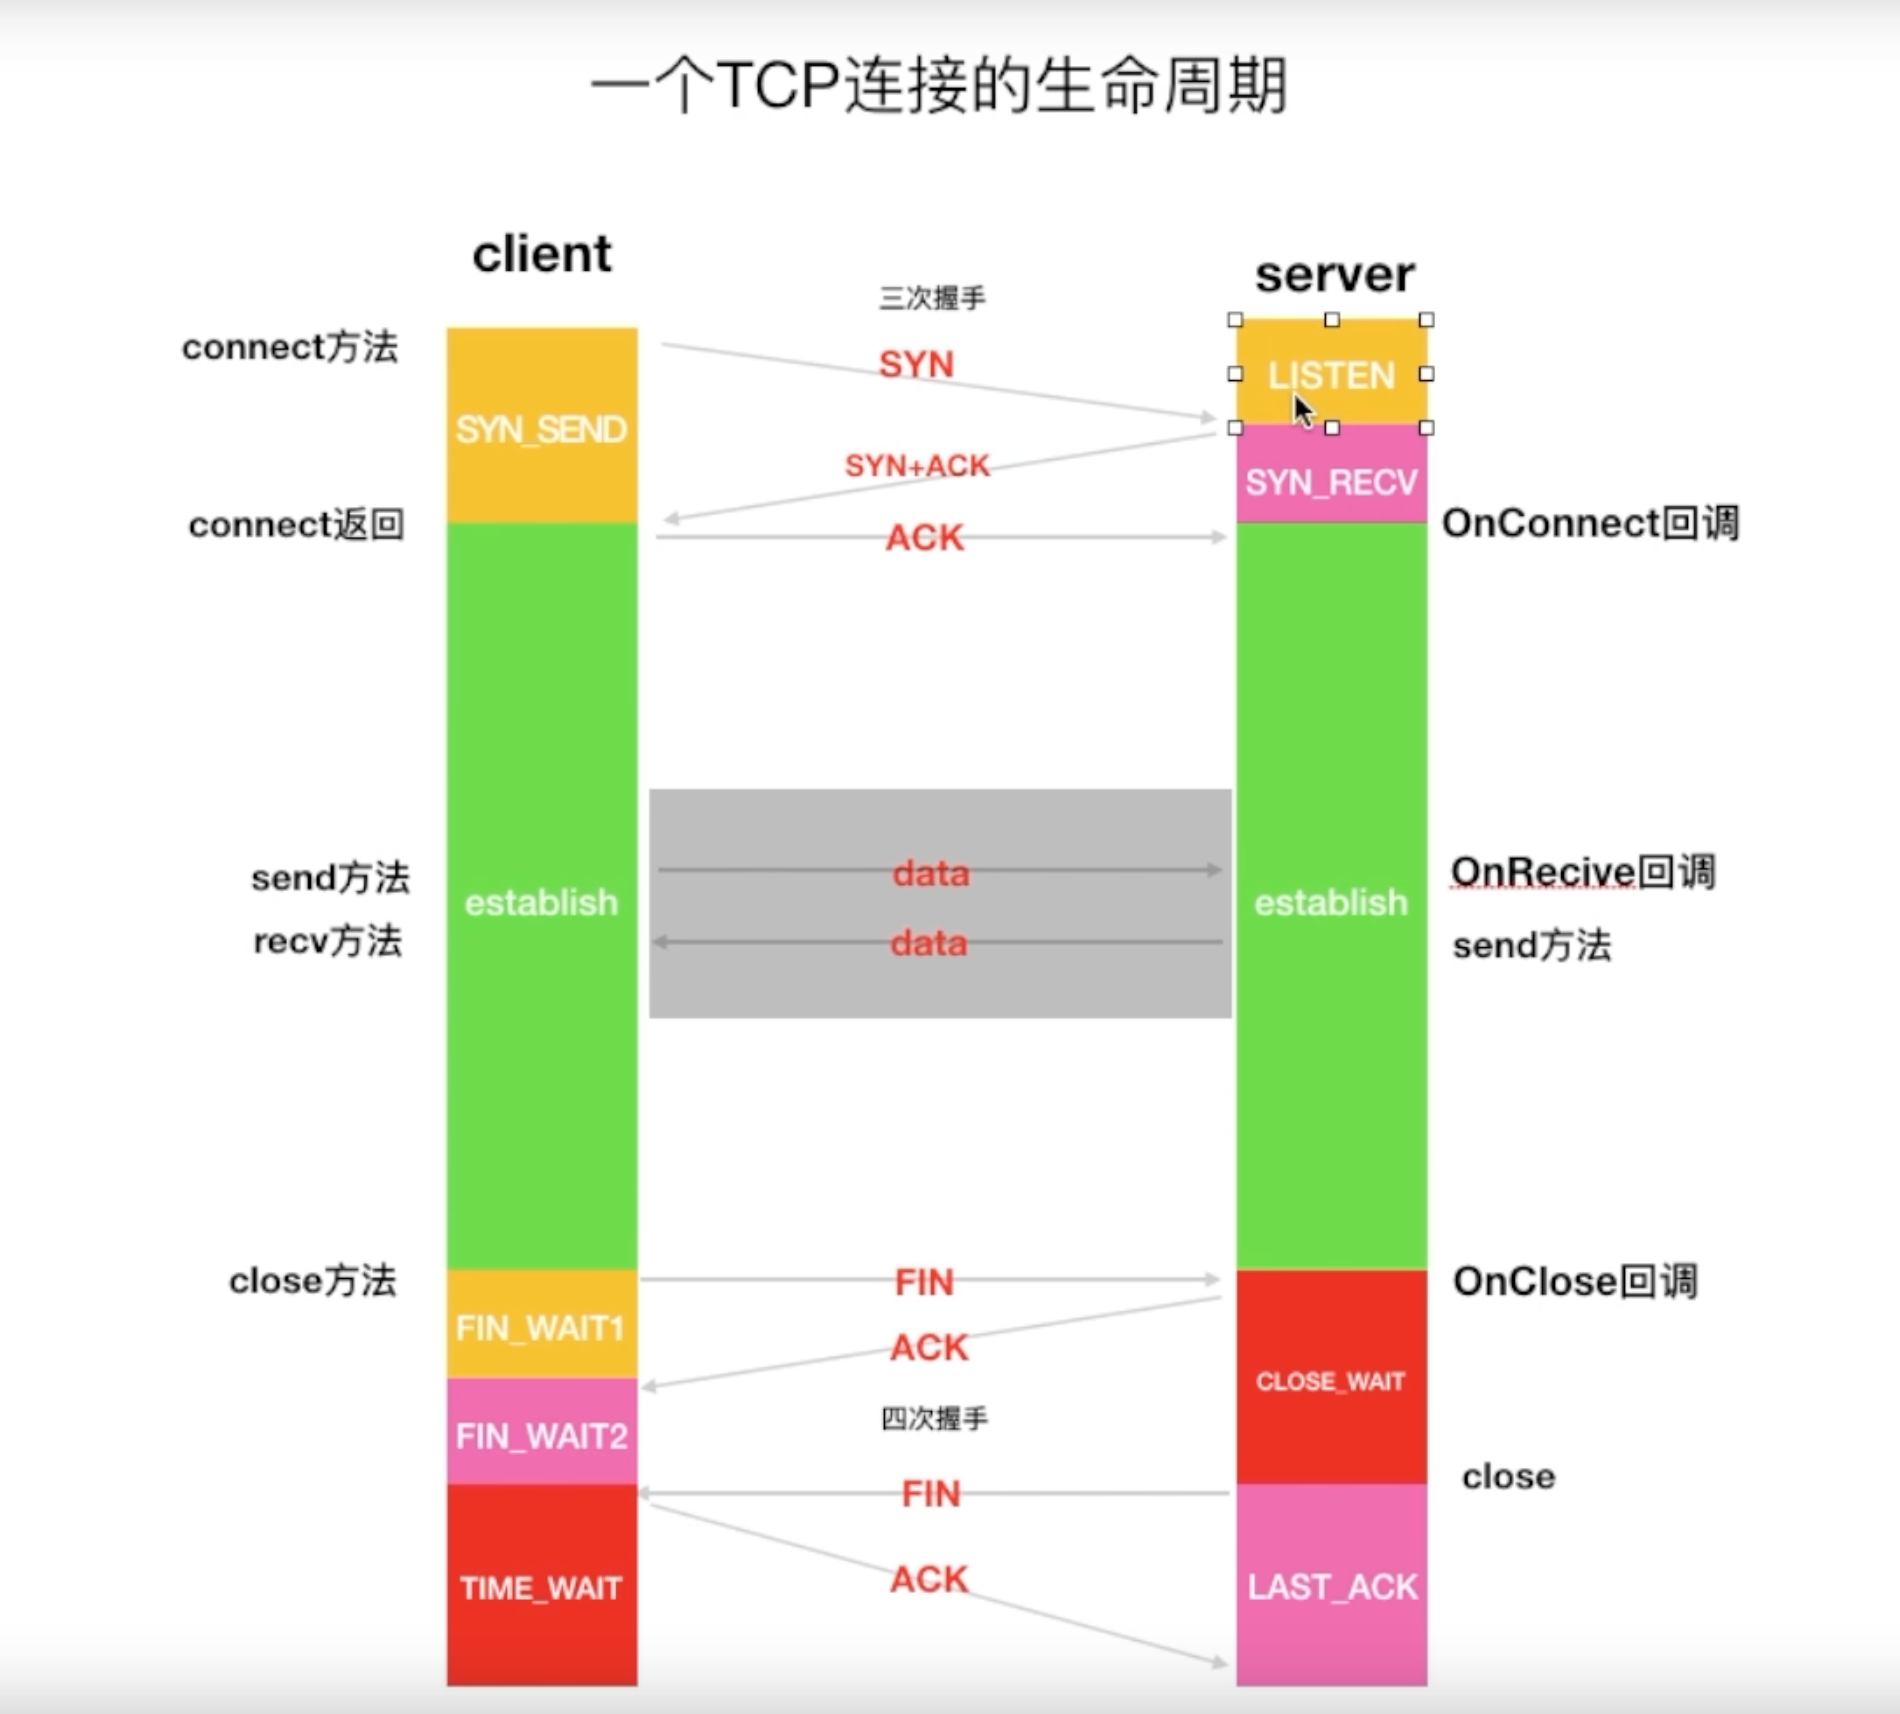 一个TCP连接的生命周期
client
server
三次握手
connect方法
SYN
LISTEN
SYN_SEND
SYN+ACK
SYN_RECV
connect返回
ACK
OnConnect回调
send方法
data
OnRecive回调
establish
establish
recv方法
data
send方法
close方法
FIN
OnClose回调
FIN_WAIT1
ACK
CLOSE_WAIT
四次握手
FIN_WAIT2
close
FIN
TIME_WAIT
ACK
LAST_ACK